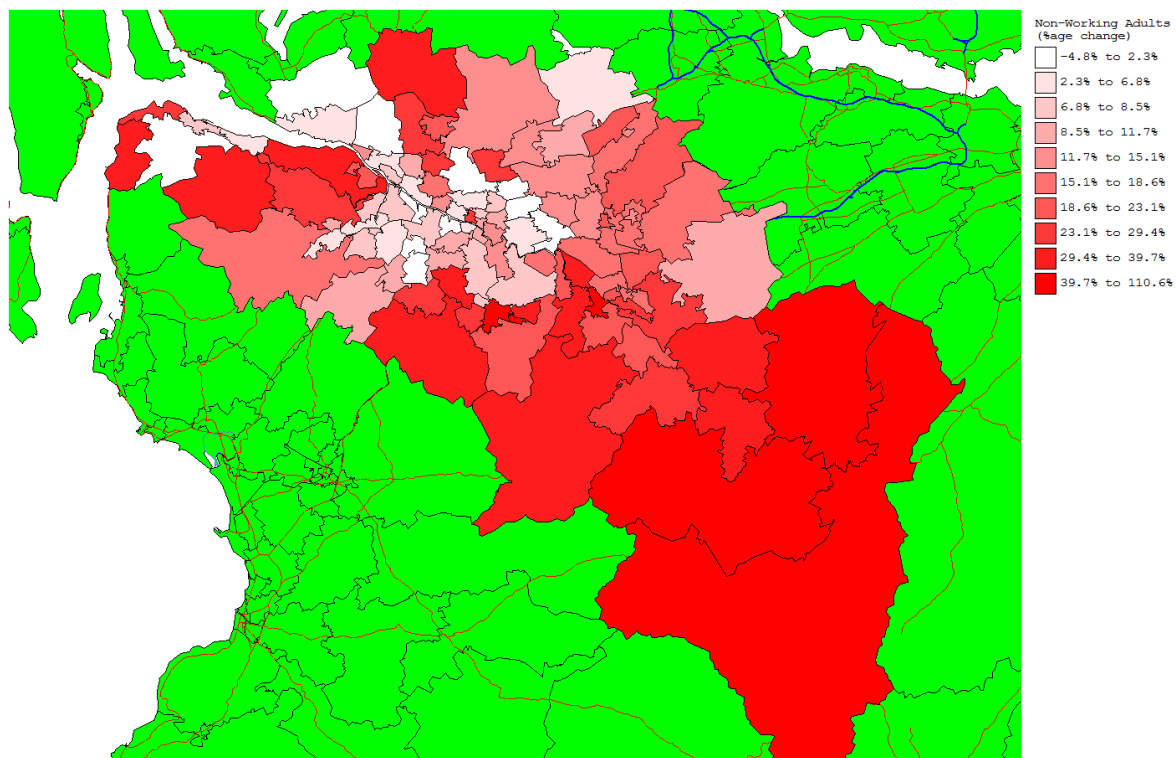 Non-Working Adults
(%age change)
-4.8% to 2.3%
2.3% to 6.8%
6.8% to 8.5%
8.5% to 11.7%
11.7% to 15.1%
15.1% to 18.6%
18.6% to 23.1%
23.1% to 29.4%
29.4% to 39.7%
39.7% to 110.6%